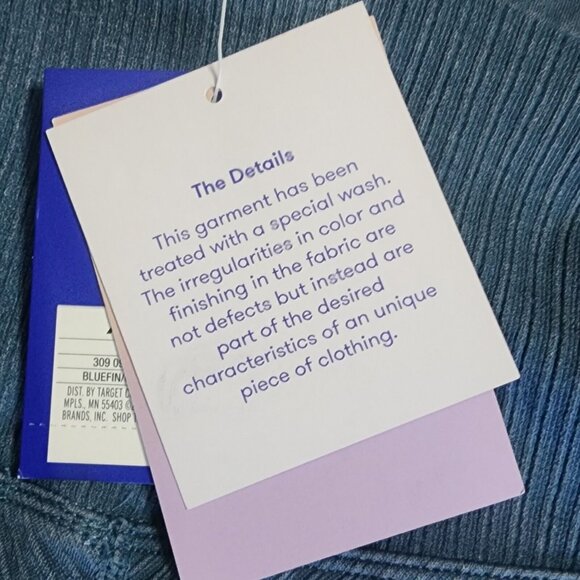 The Details
This garment has been
treated with a special wash.
The irregularities in color and
finishing in the fabric are
not defects but instead are
part of the desired
characteristics of an unique
piece of clothing.
309
DIST. BY TARGET
MPLS., MN 55403
BRANDS, INC. SHOP